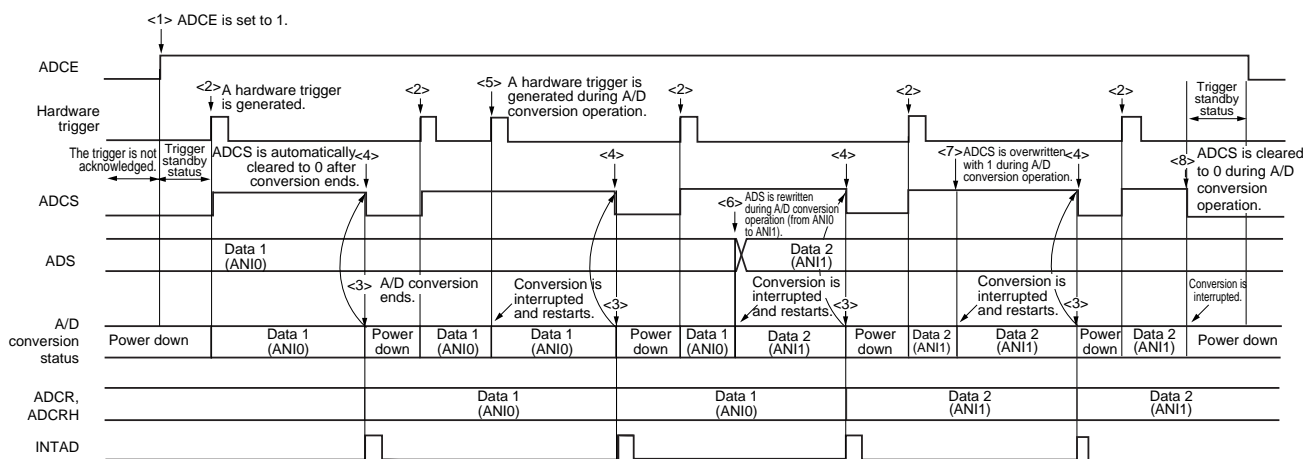 <1> ADCE is set to 1.
ADCE
<2> A hardware trigger
is generated.
<2>
<5> A hardware trigger is
generated during A/D
conversion operation.
<2>
<2>
<2>
Trigger
standby
status
Hardware
trigger
The trigger is not
acknowledged.
Trigger
standby
status
ADCS is automatically
cleared to 0 after
conversion ends.
<4>
<4>
<4>
<7> ADCS is overwritten
with 1 during A/D
conversion operation.
<4>
<8> ADCS is cleared
to 0 during A/D
conversion
operation.
ADCS
<6> ADS is rewritten
during A/D conversion
operation (from ANI0
to ANI1).
ADS
Data 1
(ANI0)
Data 2
(ANI1)
<3> A/D conversion
ends.
Conversion is
interrupted
and restarts.
<3>
Conversion is
interrupted
and restarts.
<3>
Conversion is
interrupted
and restarts.
<3>
Conversion is
interrupted.
A/D
conversion
status
Power down
Data 1
(ANI0)
Power
down
Data 1
(ANI0)
Data 1
(ANI0)
Power
down
Data 1
(ANI0)
Data 2
(ANI1)
Power
down
Data 2
(ANI1)
Data 2
(ANI1)
Power
down
Data 2
(ANI1)
Power down
ADCR,
ADCRH
Data 1
(ANI0)
Data 1
(ANI0)
Data 2
(ANI1)
Data 2
(ANI1)
INTAD